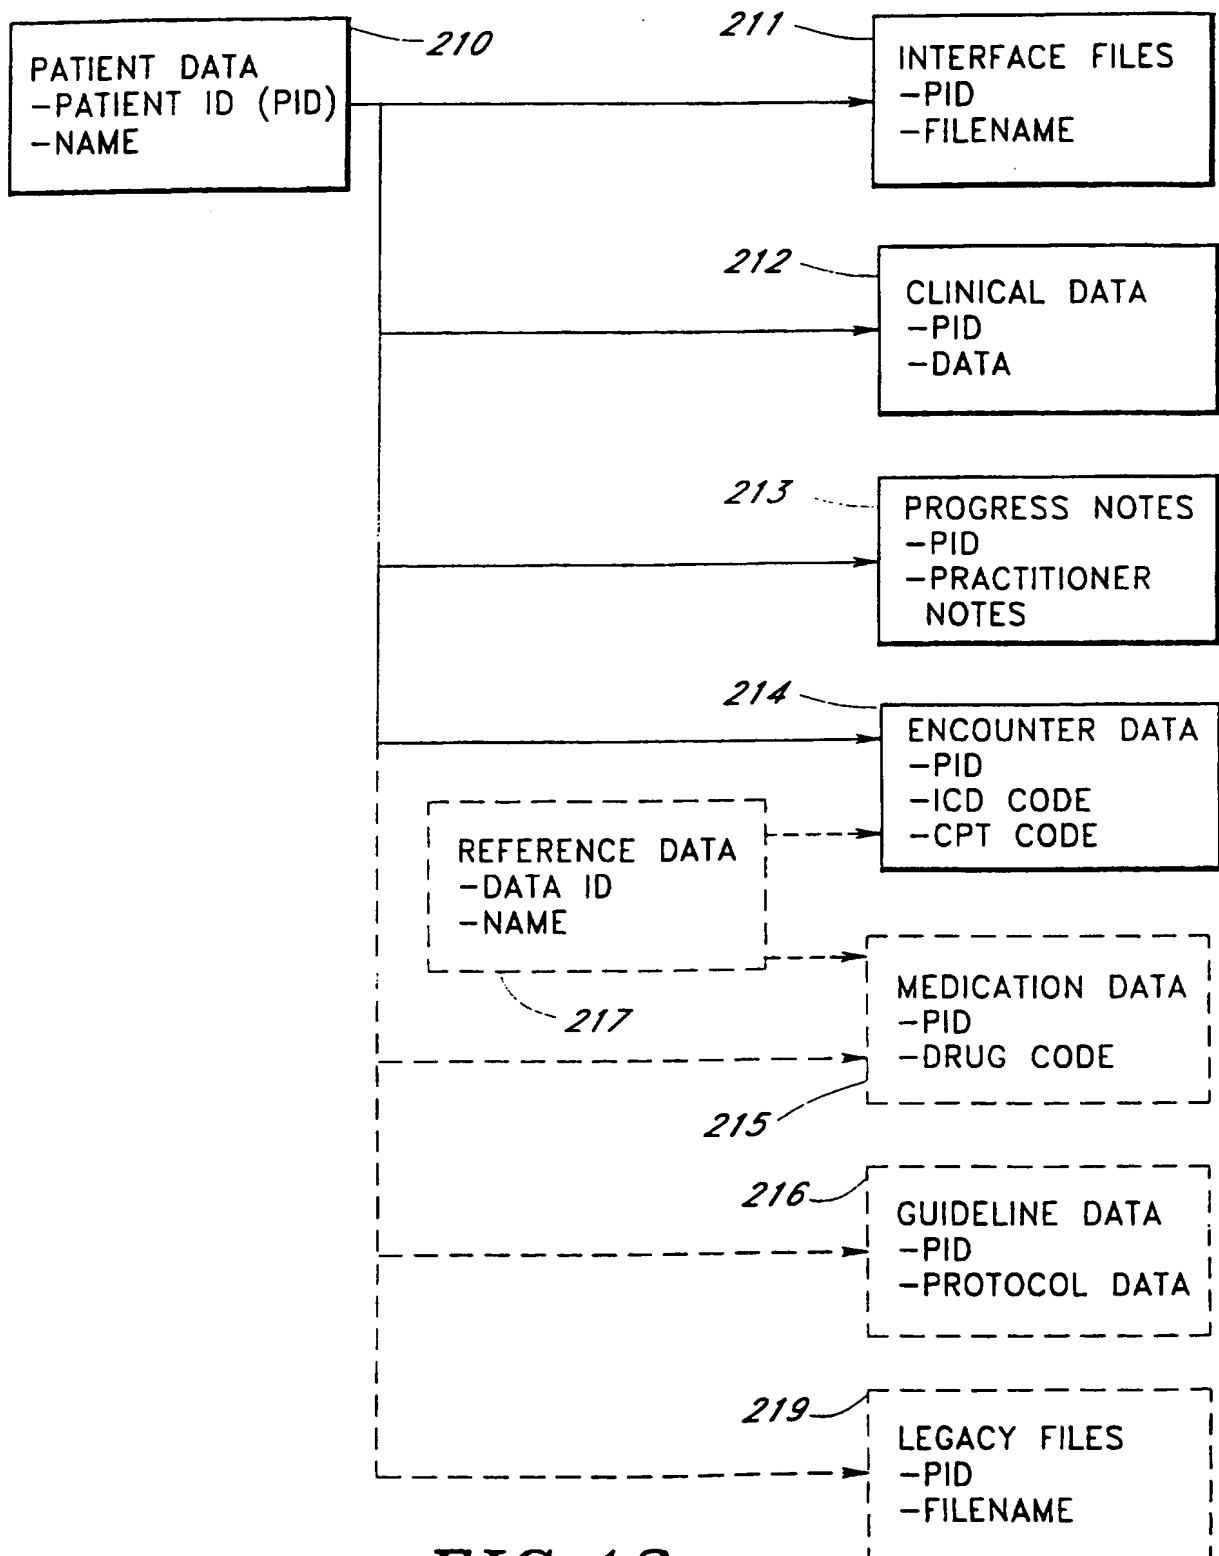 210
PATIENT DATA
-PATIENT ID (PID)
-NAME
211
INTERFACE FILES
-PID
-FILENAME
212
CLINICAL DATA
-PID
-DATA
213
PROGRESS NOTES
-PID
-PRACTITIONER
NOTES
214
ENCOUNTER DATA
-PID
-ICD CODE
-CPT CODE
REFERENCE DATA
-DATA ID
-NAME
217
MEDICATION DATA
-PID
-DRUG CODE
215
216
GUIDELINE DATA
-PID
-PROTOCOL DATA
219
LEGACY FILES
-PID
-FILENAME